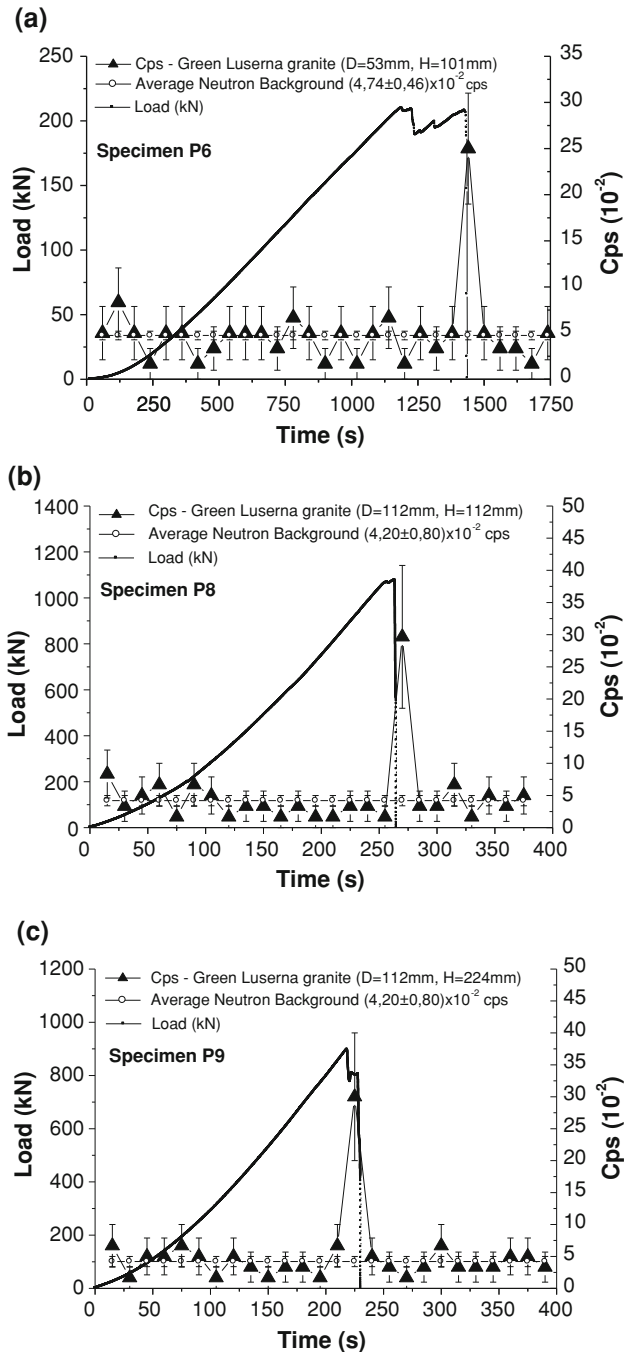 (a)
Cps - Green Luserna granite (D=53mm, H=101mm)
Average Neutron Background (4,74±0,46)x10⁻² cps
Load (kN)
Specimen P6
250
200
150
100
50
0
Load (kN)
35
30
25
20
15
10
5
0
Cps (10⁻²)
0 250 500 750 1000 1250 1500 1750
Time (s)
(b)
Cps - Green Luserna granite (D=112mm, H=112mm)
Average Neutron Background (4,20±0,80)x10⁻² cps
Load (kN)
Specimen P8
1400
1200
1000
800
600
400
200
0
Load (kN)
50
45
40
35
30
25
20
15
10
5
0
Cps (10⁻²)
0 50 100 150 200 250 300 350 400
Time (s)
(c)
Cps - Green Luserna granite (D=112mm, H=224mm)
Average Neutron Background (4,20±0,80)x10⁻² cps
Load (kN)
Specimen P9
1200
1000
800
600
400
200
0
Load (kN)
50
45
40
35
30
25
20
15
10
5
0
Cps (10⁻²)
0 50 100 150 200 250 300 350 400
Time (s)